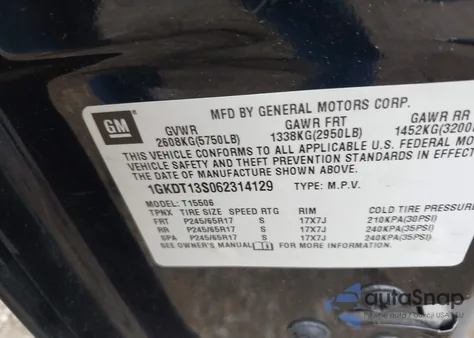 MFD BY GENERAL MOTORS CORP.
GM
GVWR GAWR FRT GAWR RR
2608KG(5750LB) 1338KG(2950LB) 1452KG(3200L
THIS VEHICLE CONFORMS TO ALL APPLICABLE U.S. FEDERAL
VEHICLE SAFETY AND THEFT PREVENTION STANDARDS IN EFFECT
THE DATE OF MANUFACTURE SHOWN ABOVE.
1GKDT13S062314129 TYPE: M.P.V.
MODEL: T15506
TPNX TIRE SIZE SPEED RTG RIM COLD TIRE PRESSUR
FRT P245/65R17 S 17X7J 210KPA(30PSI)
RR P245/65R17 S 17X7J 240KPA(35PSI)
SPA P245/65R17 S 17X7J 240KPA(35PSI)
SEE OWNER'S MANUAL FOR MORE INFORMATION.
autoSnap